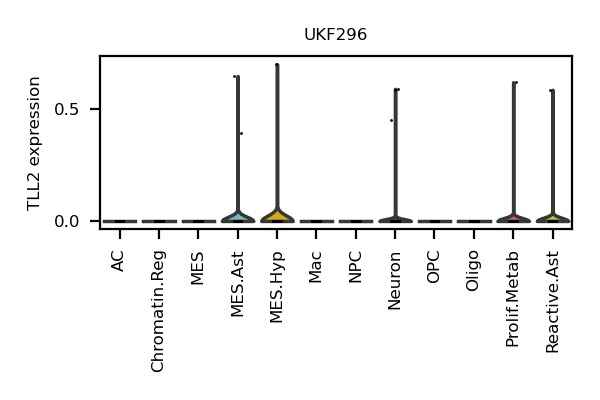 UKF296
TLL2 expression
0.5
0.0
AC
Chromatin.Reg
MES
MES.Ast
MES.Hyp
Mac
NPC
Neuron
OPC
Oligo
Prolif.Metab
Reactive.Ast